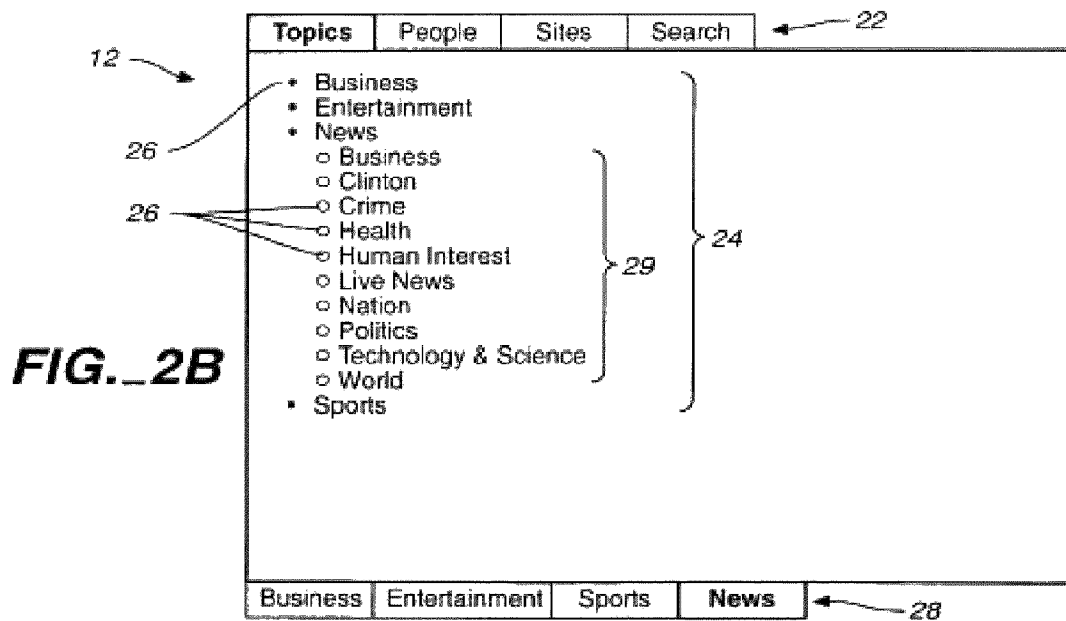 Topics People Sites Search 22
12
• Business
• Entertainment
• News
26
○ Business
○ Clinton
○ Crime
26
○ Health
24
○ Human Interest
29
○ Live News
○ Nation
○ Politics
FIG._2B
○ Technology & Science
○ World
• Sports
Business Entertainment Sports News 28